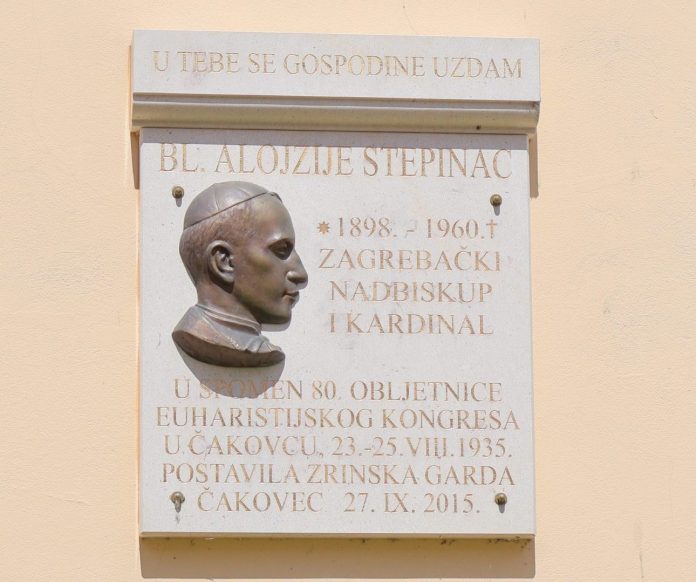 U TEBE SE GOSPODINE UZDAM
BL. ALOJZIJE STEPINAC
*1898. - 1960.†
ZAGREBAČKI
NADBISKUP
I KARDINAL
U SPOMEN 80. OBLJETNICE
EUHARISTIJSKOG KONGRESA
U ČAKOVCU, 23.-25.VIII.1935.
POSTAVILA ZRINSKA GARDA
ČAKOVEC 27. IX. 2015.